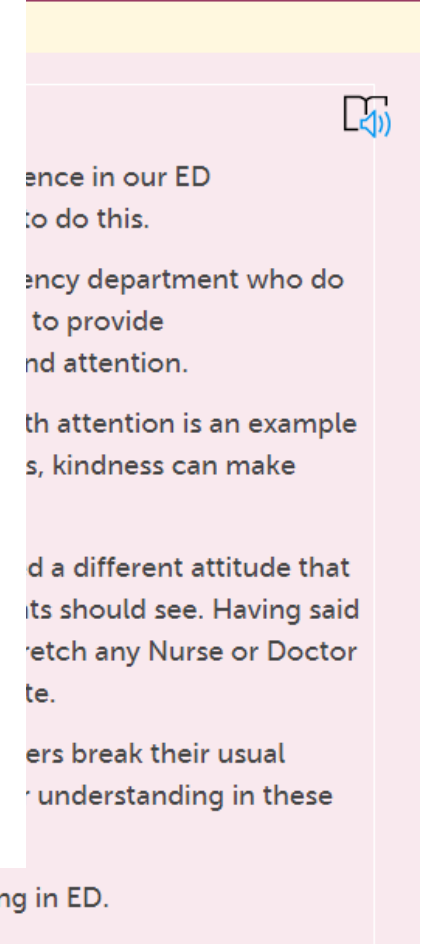 ence in our ED
to do this.
ency department who do
to provide
nd attention.
th attention is an example
s, kindness can make
d a different attitude that
ts should see. Having said
retch any Nurse or Doctor
te.
ers break their usual
understanding in these
ng in ED.